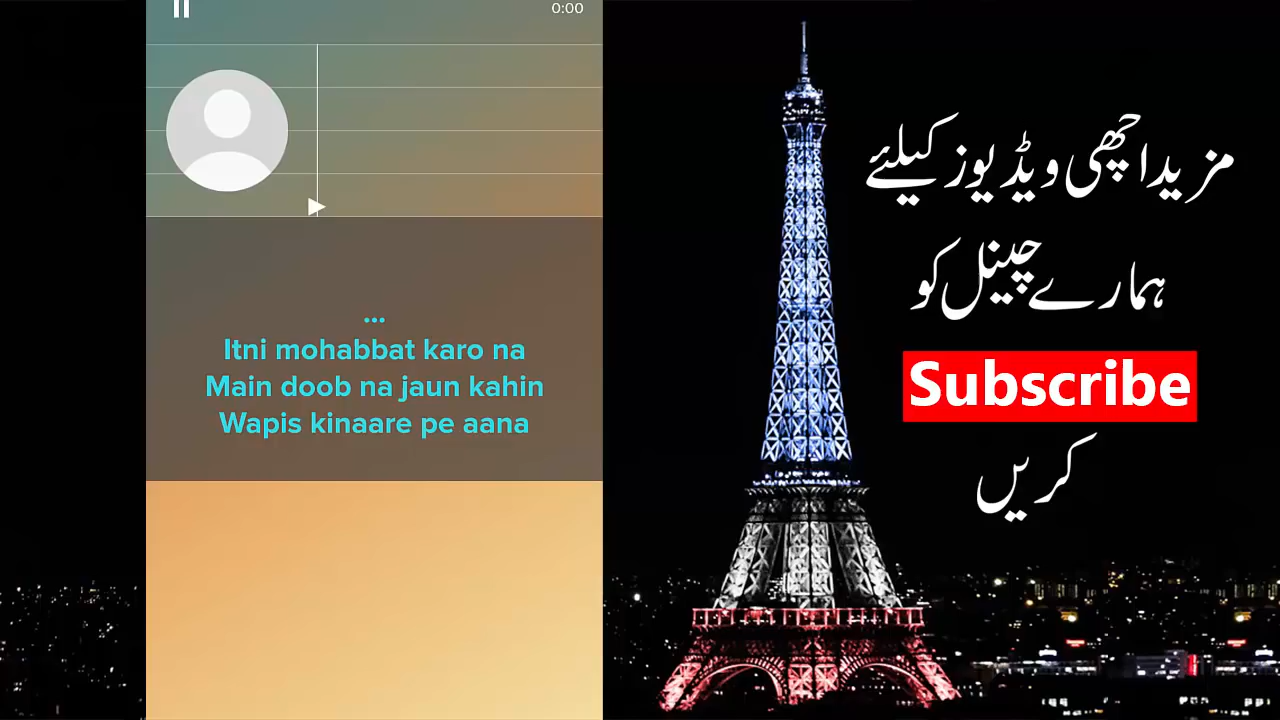 0:00
...
Itni mohabbat karo na
Main doob na jaun kahin
Wapis kinaare pe aana
مزید اچھی ویڈیوز کیلئے
ہمارے چینل کو
Subscribe
کریں